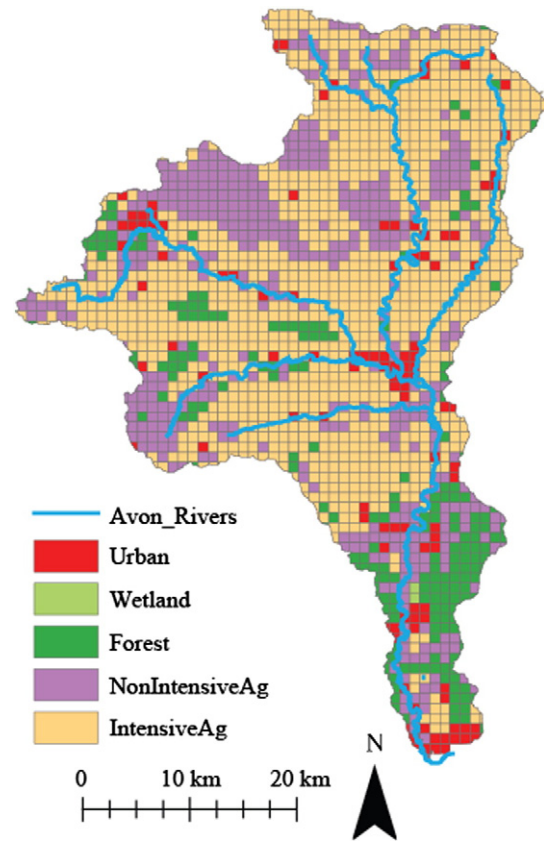 Avon_Rivers
Urban
Wetland
Forest
NonIntensiveAg
IntensiveAg
N
0 10 km 20 km